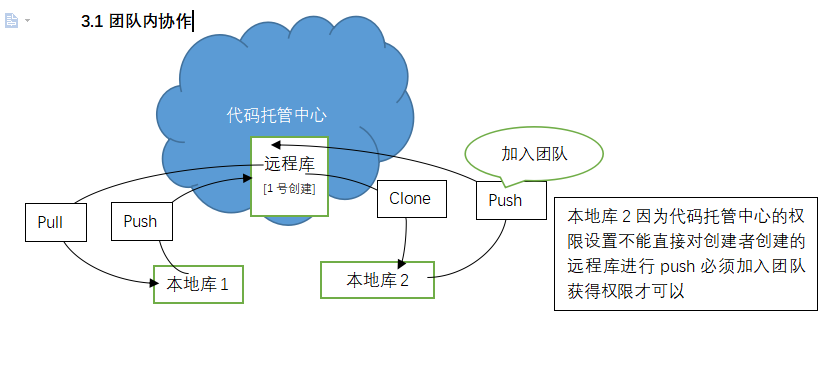 3.1 团队内协作
代码托管中心
远程库
[1 号创建]
加入团队
Pull
Push
Clone
Push
本地库 1
本地库 2
本地库 2 因为代码托管中心的权
限设置不能直接对创建者创建的
远程库进行 push 必须加入团队
获得权限才可以